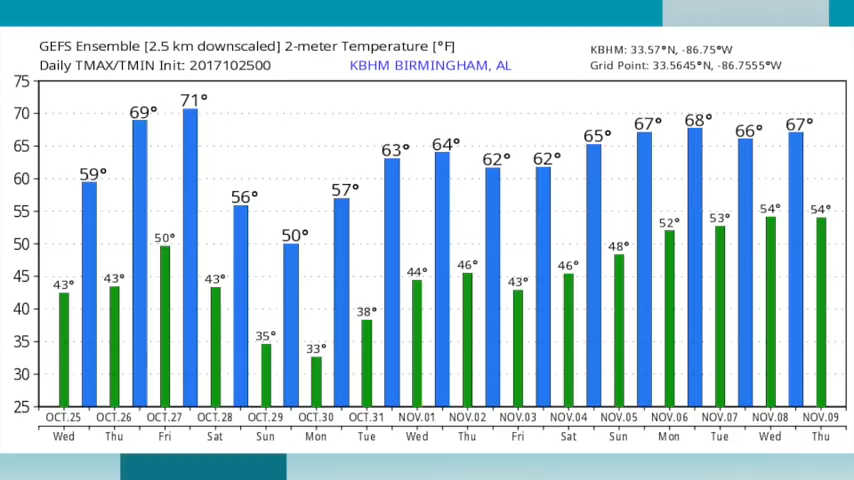 GEFS Ensemble [2.5 km downscaled] 2-meter Temperature [°F]
Daily TMAX/TMIN Init: 2017102500
KBHM BIRMINGHAM, AL
KBHM: 33.57°N, -86.75°W
Grid Point: 33.5645°N, -86.7555°W
75
70
65
60
55
50
45
40
35
30
25
43° 59° 43° 69° 50° 71° 43° 56° 35° 50° 33° 57° 38° 63° 44° 64° 46° 62° 43° 62° 46° 65° 48° 67° 52° 68° 53° 66° 54° 67° 54°
OCT.25 OCT.26 OCT.27 OCT.28 OCT.29 OCT.30 OCT.31 NOV.01 NOV.02 NOV.03 NOV.04 NOV.05 NOV.06 NOV.07 NOV.08 NOV.09
Wed Thu Fri Sat Sun Mon Tue Wed Thu Fri Sat Sun Mon Tue Wed Thu